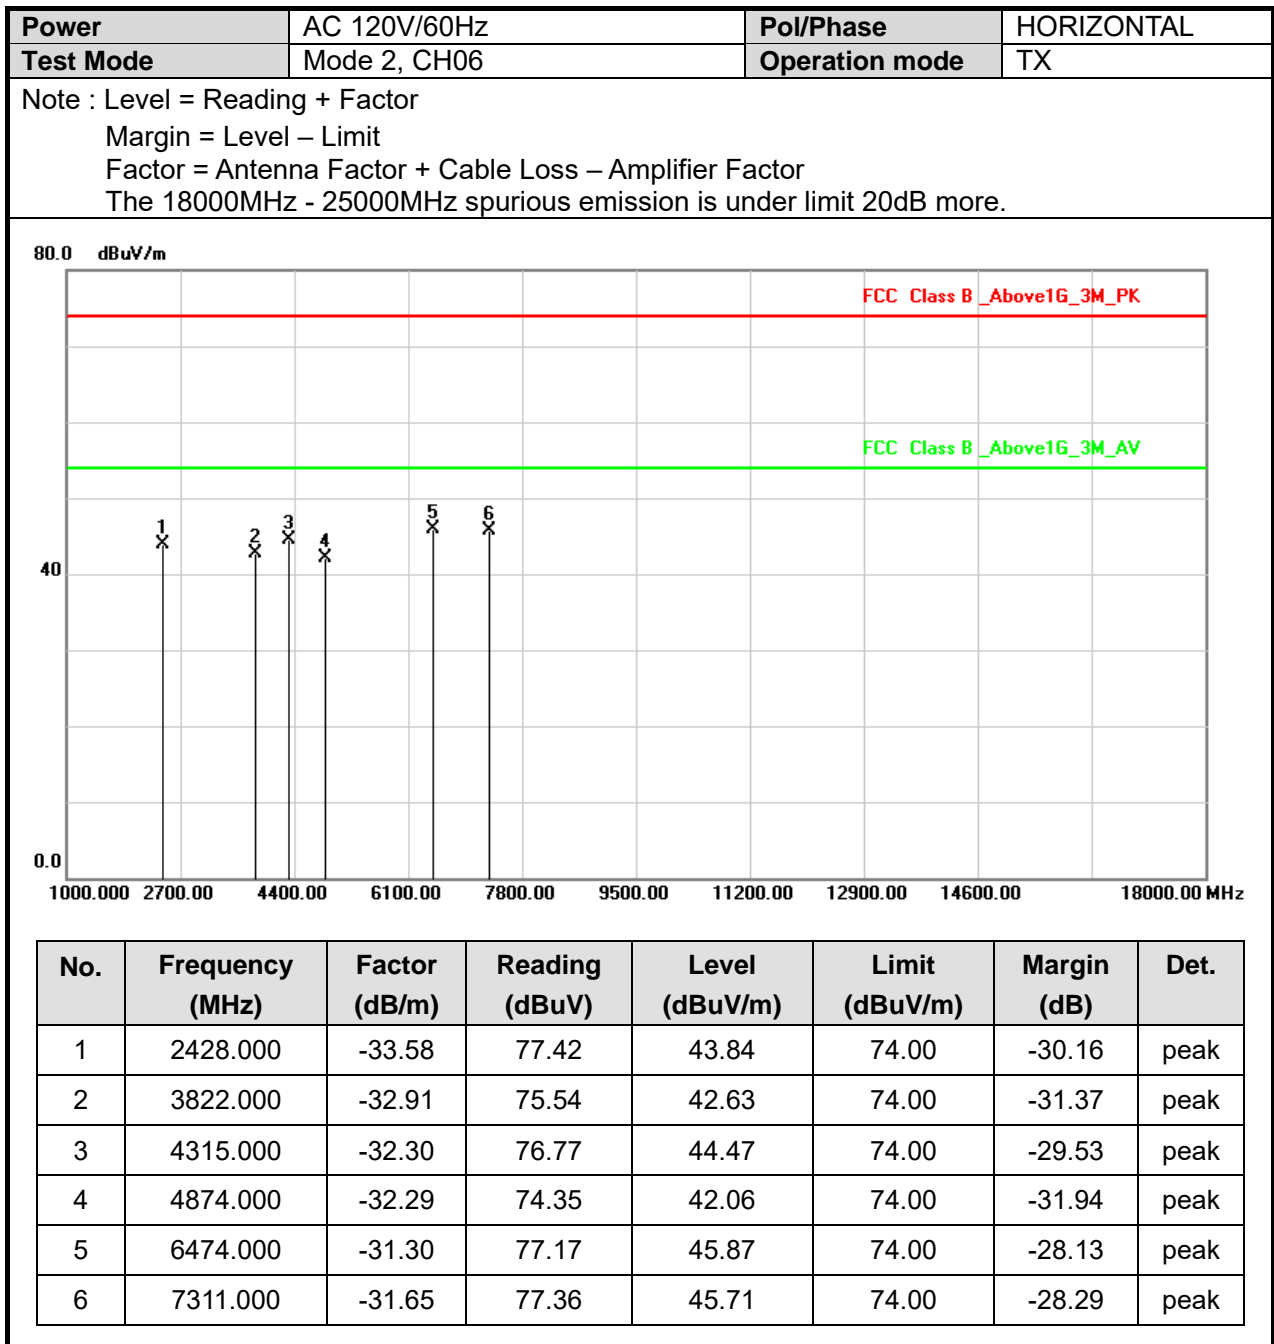 Power AC 120V/60Hz Pol/Phase HORIZONTAL
Test Mode Mode 2, CH06 Operation mode TX
Note : Level = Reading + Factor
Margin = Level – Limit
Factor = Antenna Factor + Cable Loss – Amplifier Factor
The 18000MHz - 25000MHz spurious emission is under limit 20dB more.
80.0 dBuV/m
FCC Class B _Above1G_3M_PK
FCC Class B _Above1G_3M_AV
1 2 3 4 5 6
40
0.0
1000.000 2700.00 4400.00 6100.00 7800.00 9500.00 11200.00 12900.00 14600.00 18000.00 MHz
No. Frequency Factor Reading Level Limit Margin Det.
(MHz) (dB/m) (dBuV) (dBuV/m) (dBuV/m) (dB)
1 2428.000 -33.58 77.42 43.84 74.00 -30.16 peak
2 3822.000 -32.91 75.54 42.63 74.00 -31.37 peak
3 4315.000 -32.30 76.77 44.47 74.00 -29.53 peak
4 4874.000 -32.29 74.35 42.06 74.00 -31.94 peak
5 6474.000 -31.30 77.17 45.87 74.00 -28.13 peak
6 7311.000 -31.65 77.36 45.71 74.00 -28.29 peak